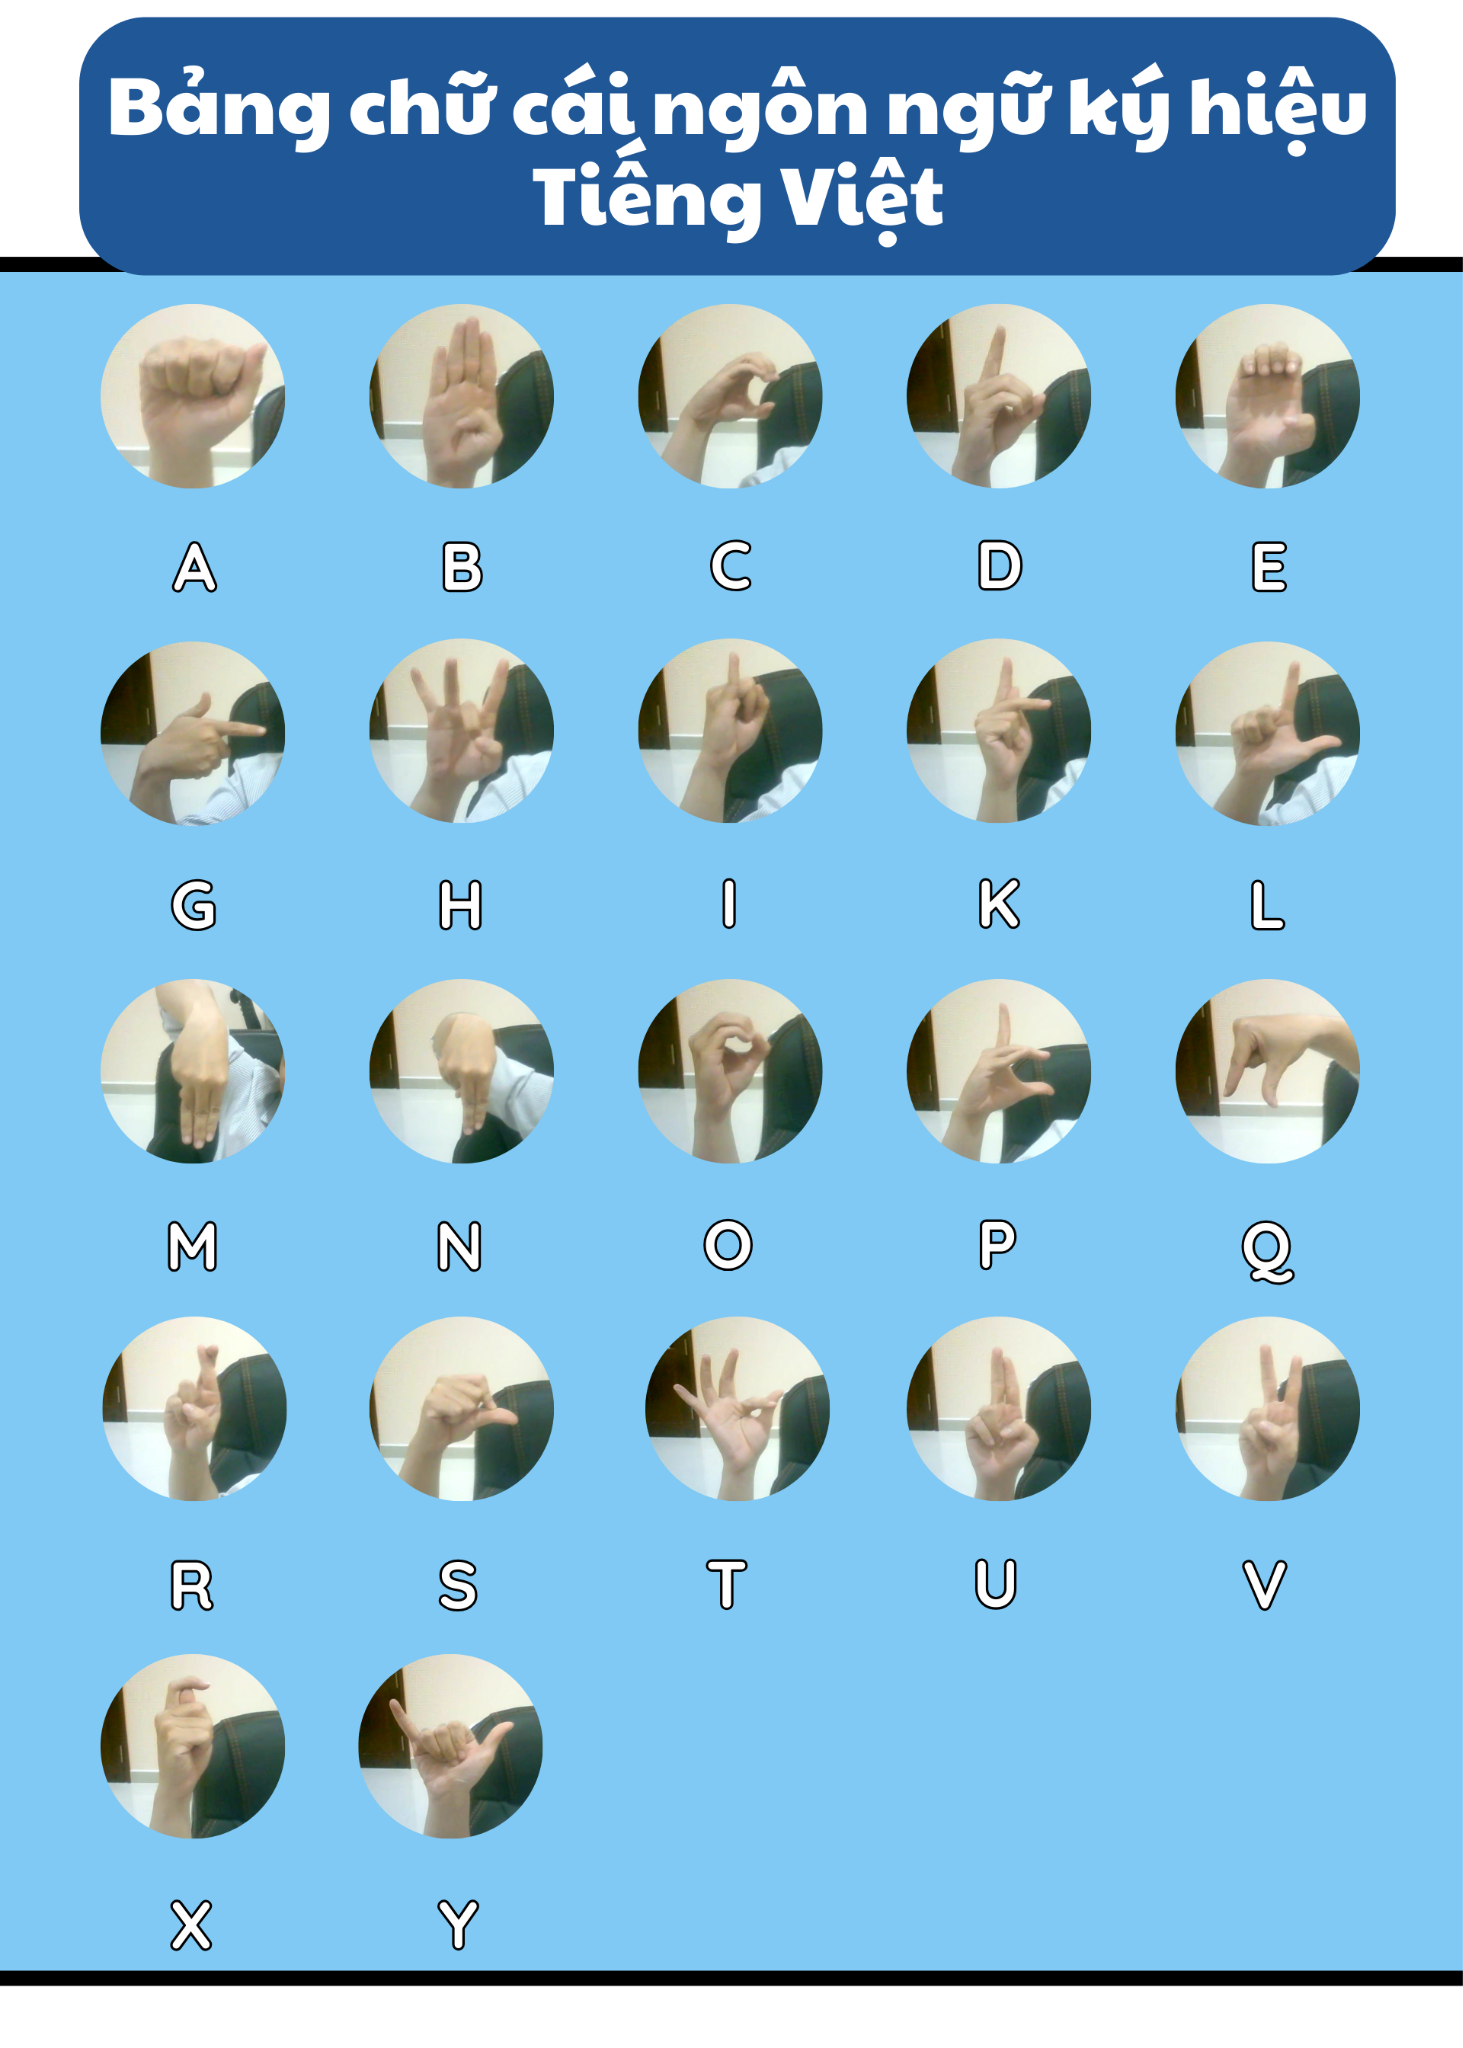 Bảng chữ cái ngôn ngữ ký hiệu
Tiếng Việt
A B C D E
G H I K L
M N O P Q
R S T U V
X Y